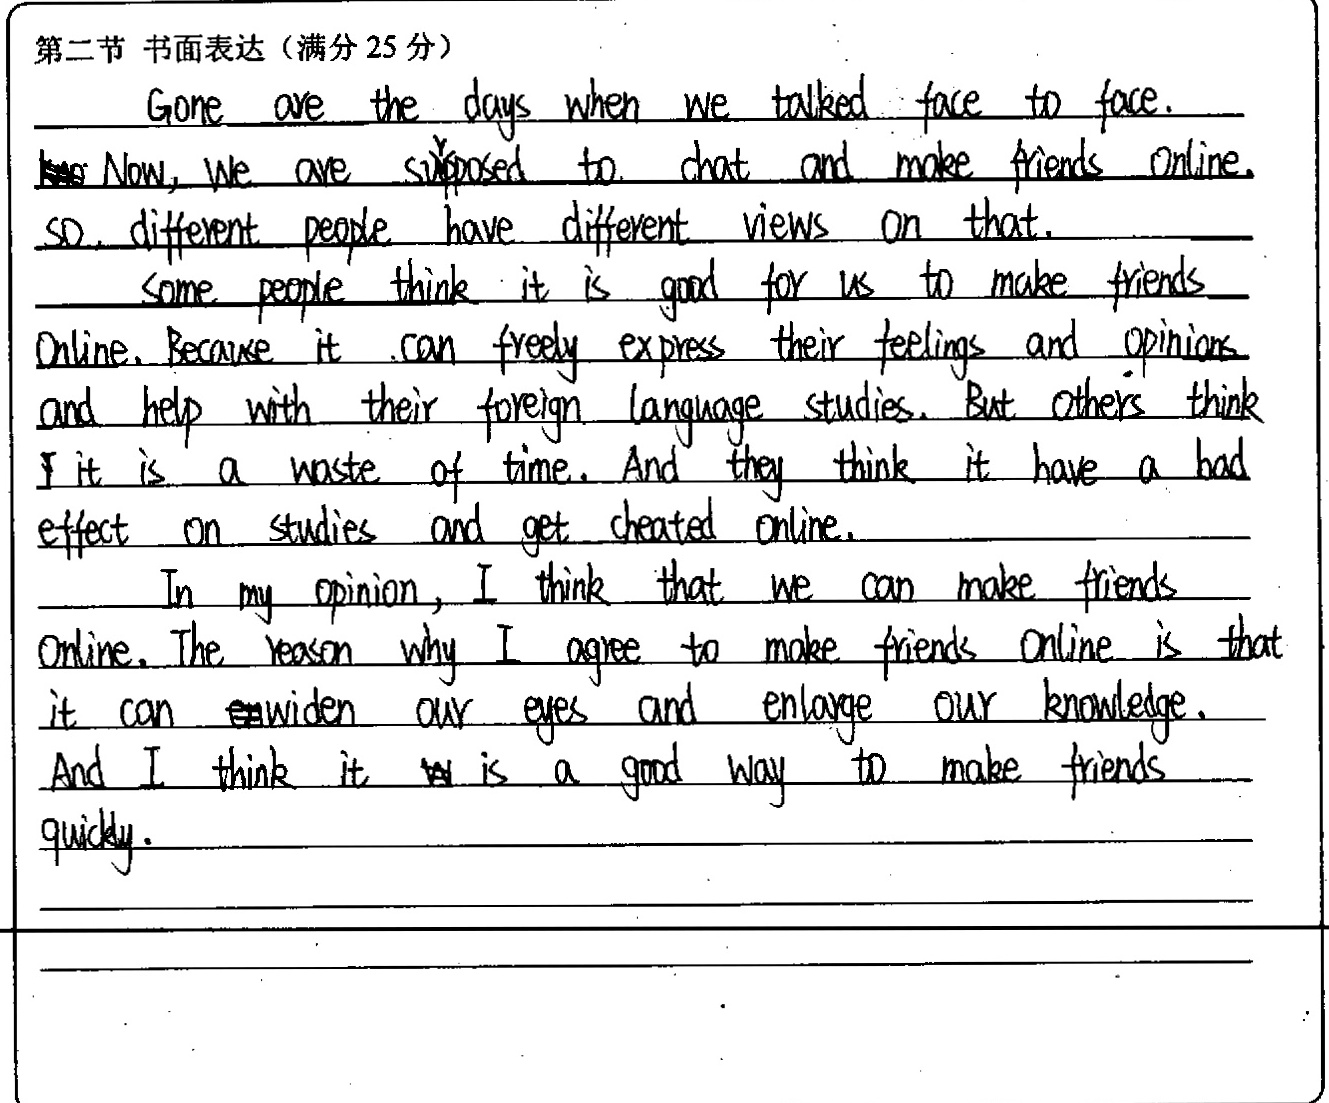 第二节 书面表达（满分 25 分）
Gone are the days when we talked face to face.
Now, We are supposed to chat and make friends online.
so. different people have different views on that.
Some people think it is good for us to make friends
Online. Because it can freely express their feelings and opinions
and help with their foreign language studies. But others think
it is a waste of time. And they think it have a bad
effect on studies and get cheated online.
In my opinion, I think that we can make friends
Online. The reason why I agree to make friends online is that
it can widen our eyes and enlarge our knowledge.
And I think it is a good way to make friends
quickly.